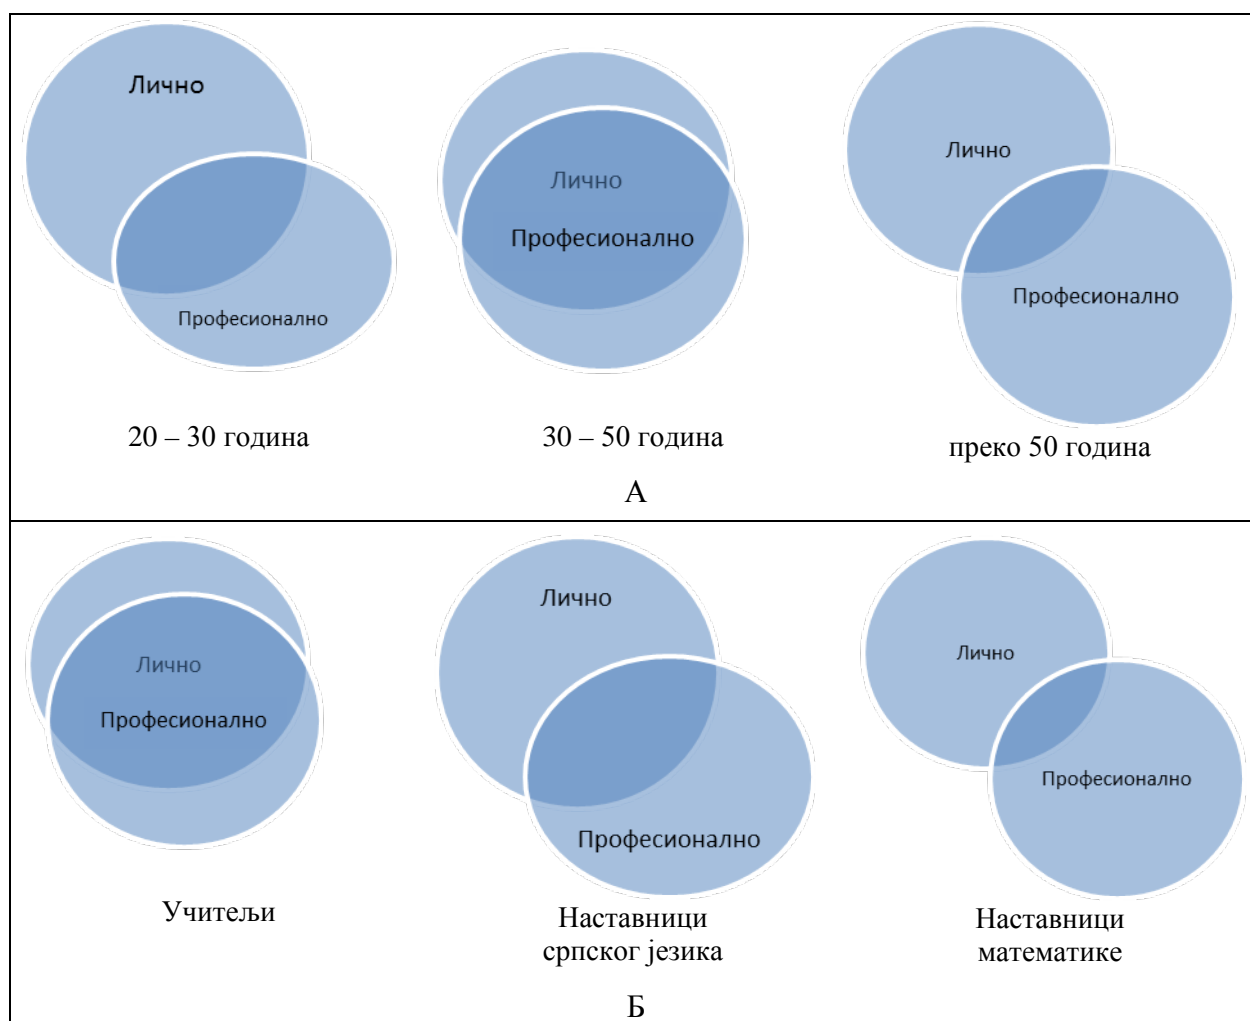 Лично
Професионално
20 – 30 година
Лично
Професионално
30 – 50 година
Лично
Професионално
преко 50 година
А
Лично
Професионално
Учитељи
Лично
Професионално
Наставници
српског језика
Лично
Професионално
Наставници
математике
Б